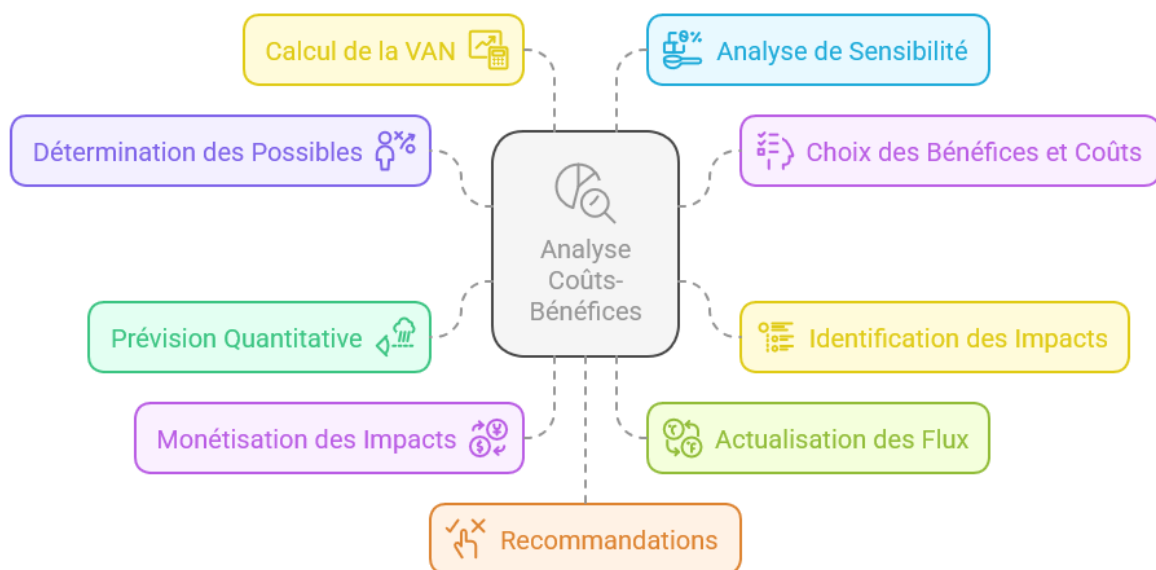 Calcul de la VAN
Analyse de Sensibilité
Détermination des Possibles
Choix des Bénéfices et Coûts
Analyse
Coûts-
Bénéfices
Prévision Quantitative
Identification des Impacts
Monétisation des Impacts
Actualisation des Flux
Recommandations